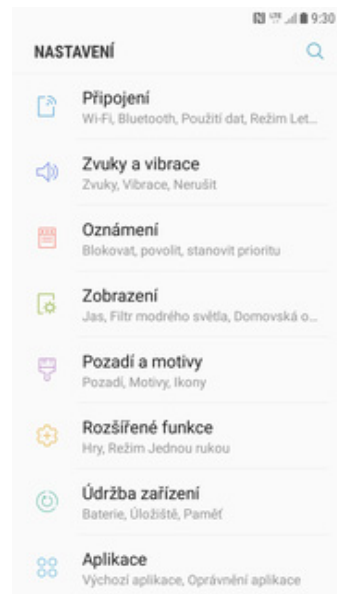 LTE 9:30
NASTAVENÍ
Připojení
Wi-Fi, Bluetooth, Použití dat, Režim Let...
Zvuky a vibrace
Zvuky, Vibrace, Nerušit
Oznámení
Blokovat, povolit, stanovit prioritu
Zobrazení
Jas, Filtr modrého světla, Domovská o...
Pozadí a motivy
Pozadí, Motivy, Ikony
Rozšířené funkce
Hry, Režim Jednou rukou
Údržba zařízení
Baterie, Úložiště, Paměť
Aplikace
Výchozí aplikace, Oprávnění aplikace